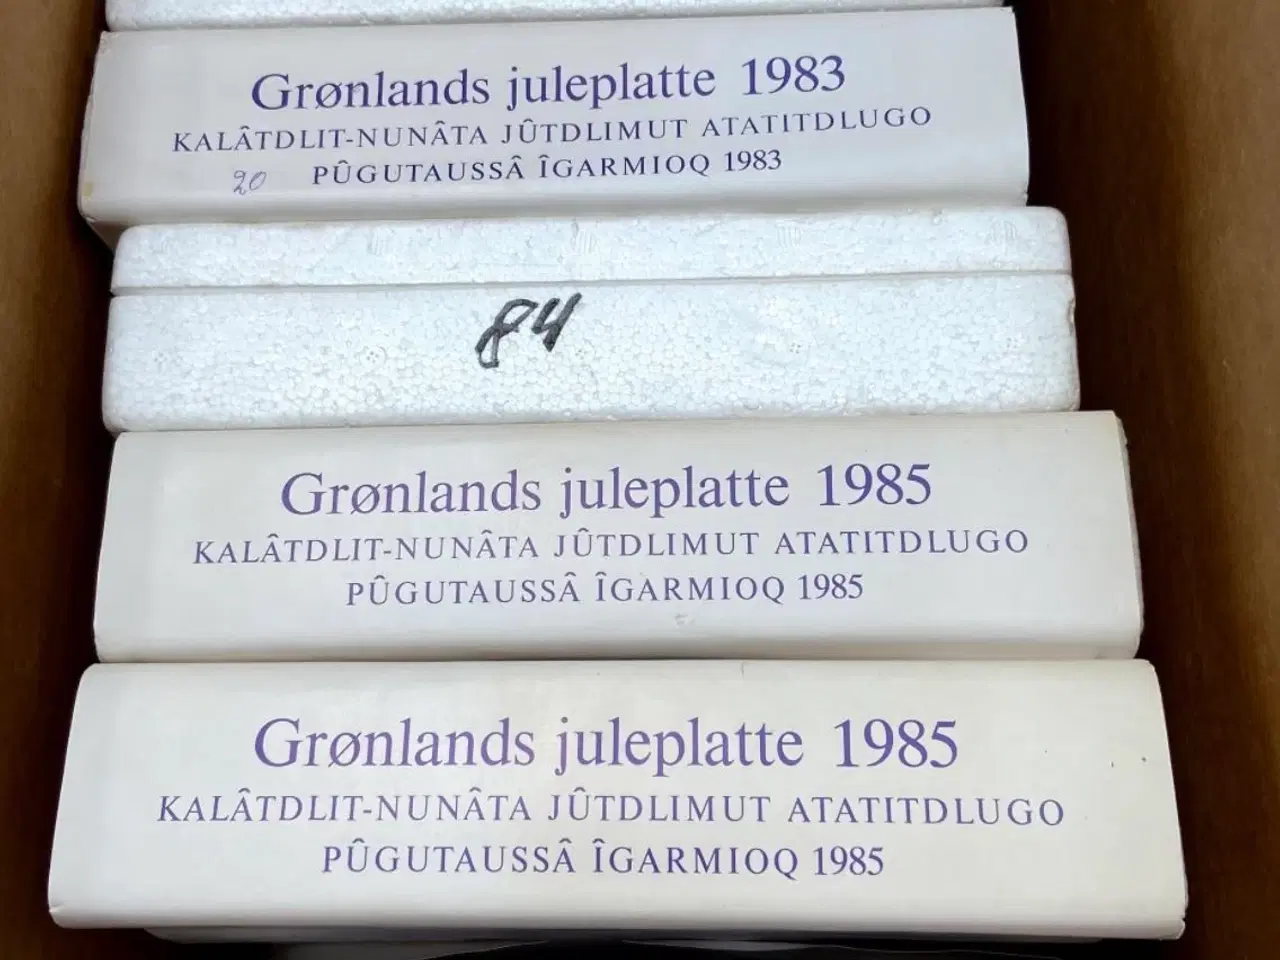 Grønlands juleplatte 1983
KALÂTDLIT-NUNÂTA JÛTDLIMUT ATATITDLUGO
PÛGUTAUSSÂ ÎGARMIOQ 1983
20
84
Grønlands juleplatte 1985
KALÂTDLIT-NUNÂTA JÛTDLIMUT ATATITDLUGO
PÛGUTAUSSÂ ÎGARMIOQ 1985
Grønlands juleplatte 1985
KALÂTDLIT-NUNÂTA JÛTDLIMUT ATATITDLUGO
PÛGUTAUSSÂ ÎGARMIOQ 1985